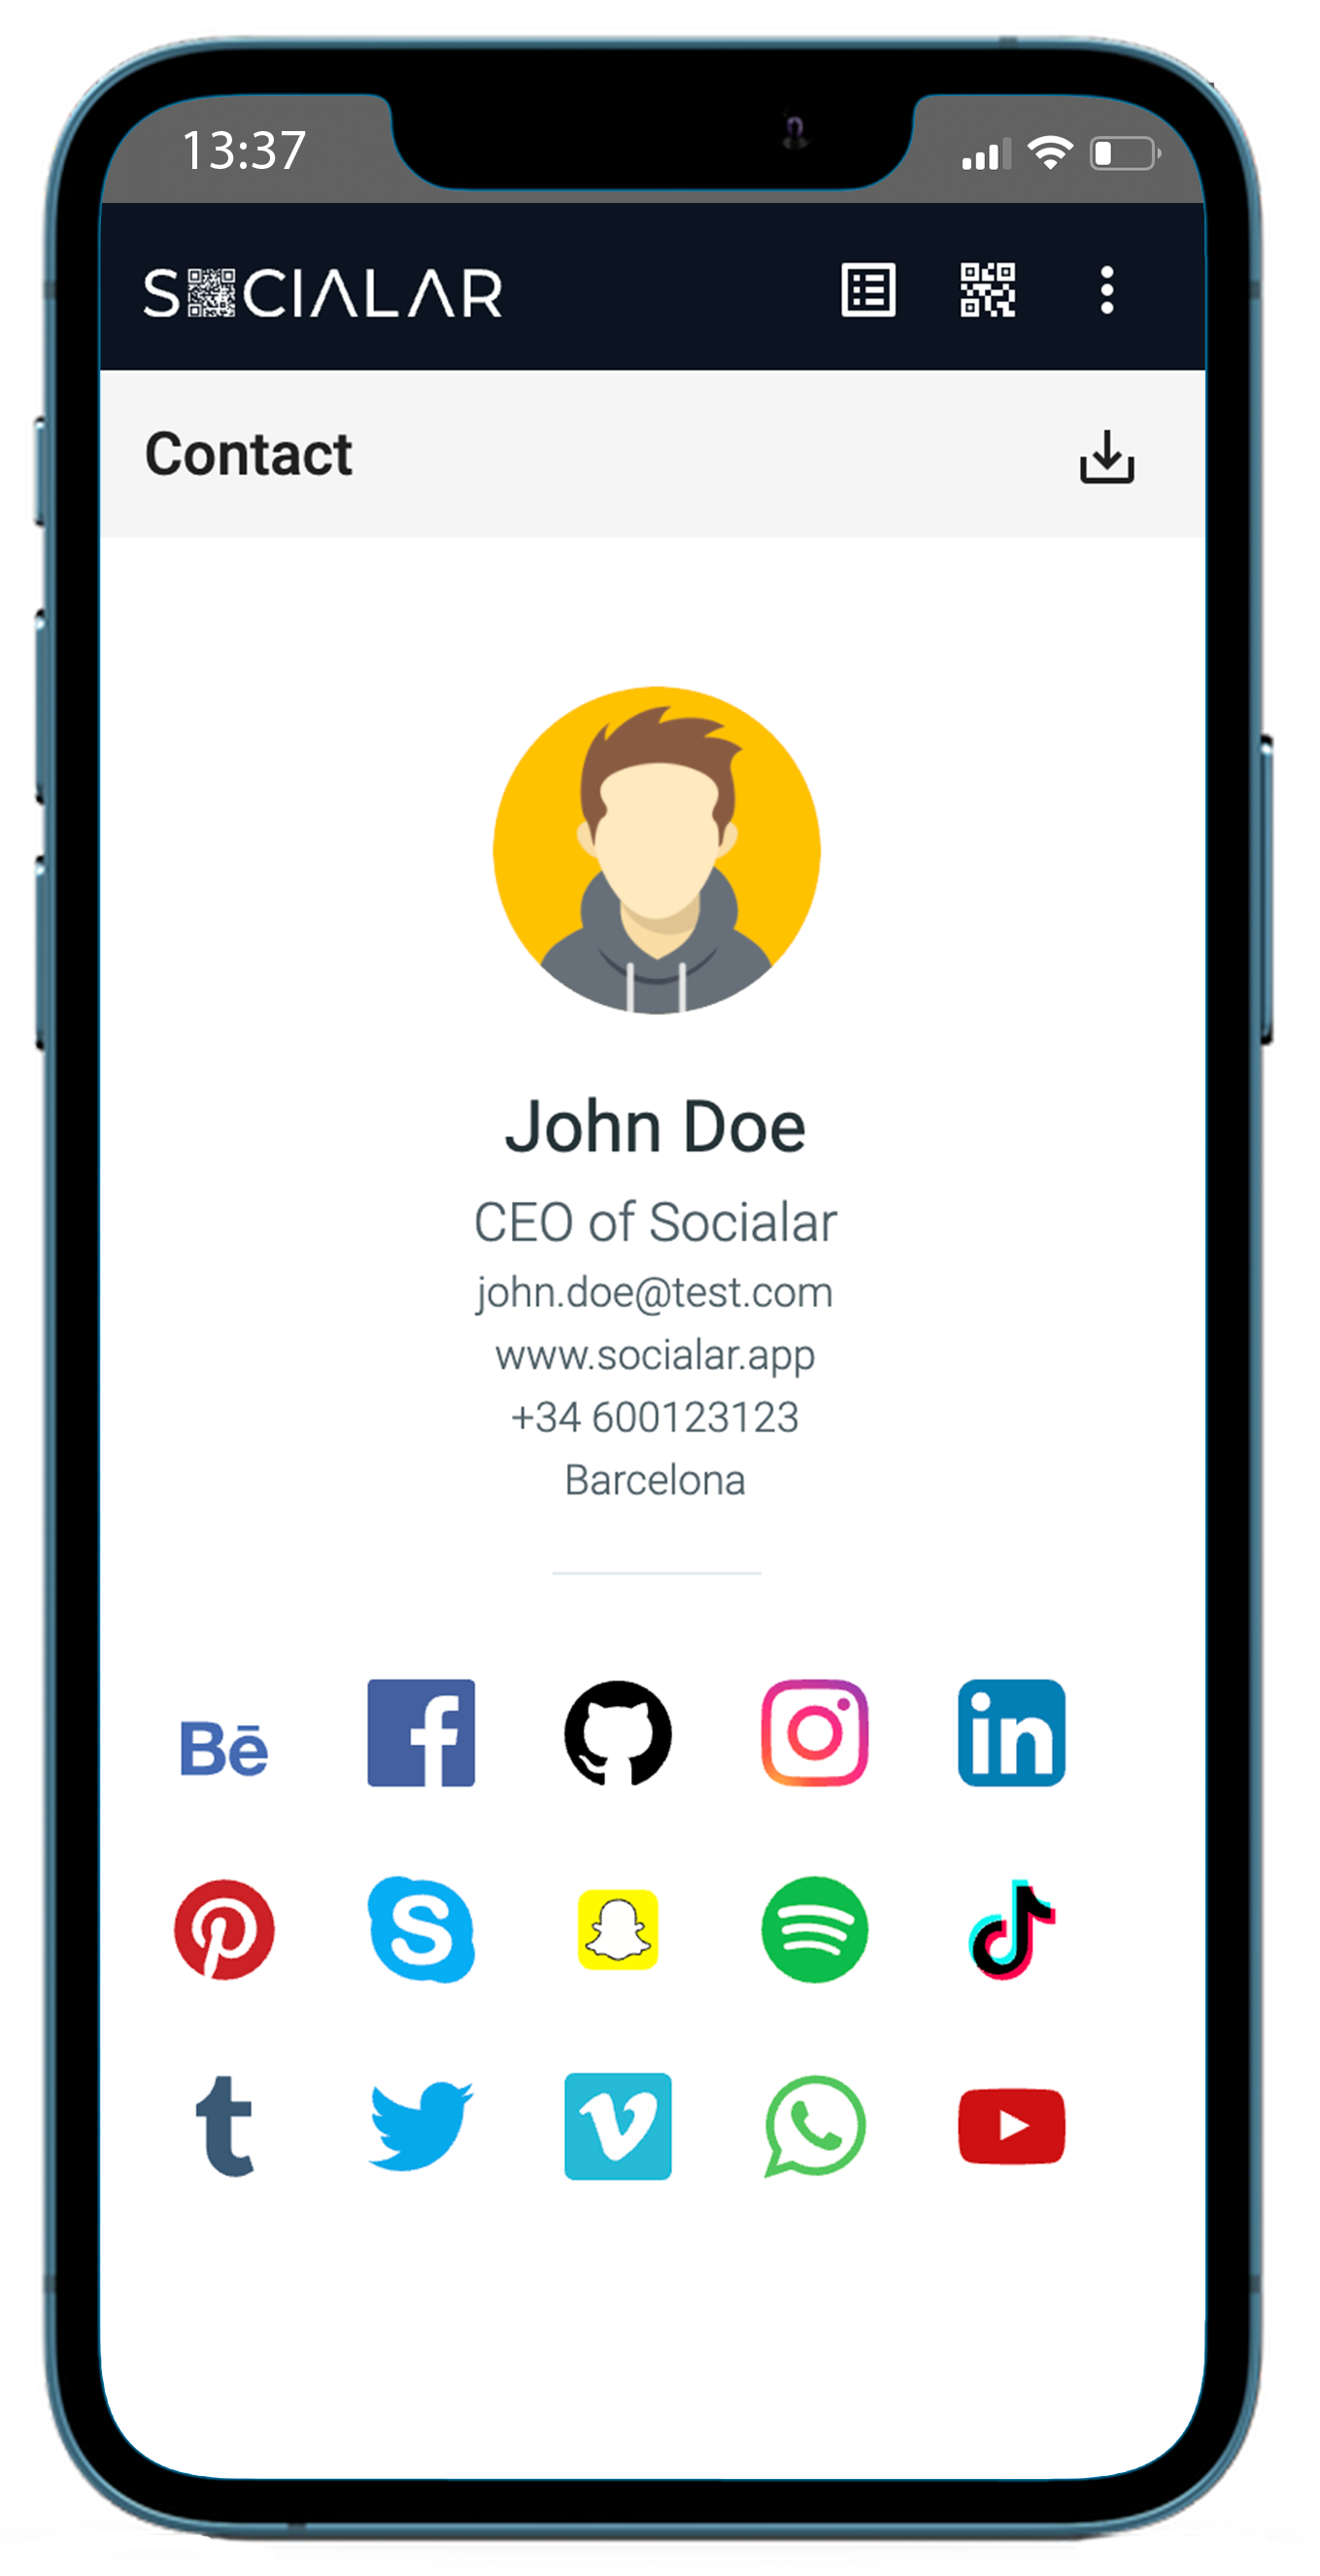 13:37
SOCIALAR
Contact
John Doe
CEO of Socialar
john.doe@test.com
www.socialar.app
+34 600123123
Barcelona
Bē f in
S
t